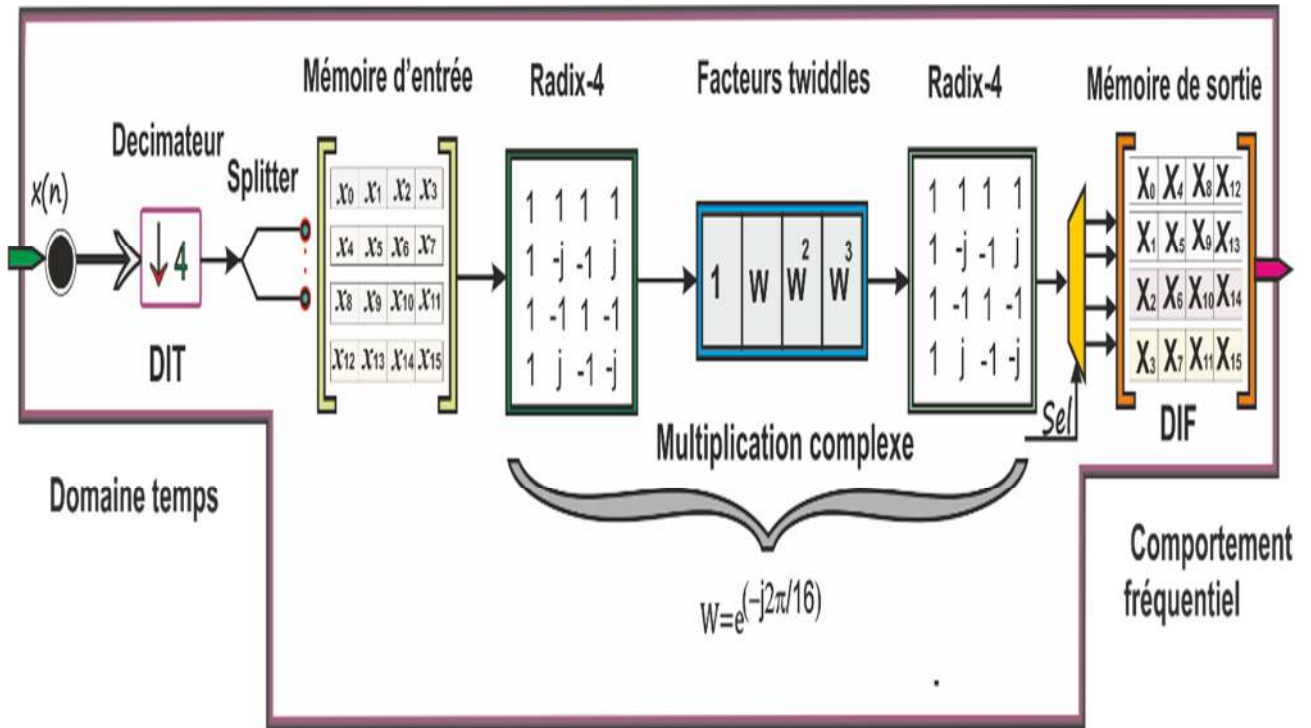 Mémoire d'entrée
Radix-4
Facteurs twiddles
Radix-4
Mémoire de sortie
Decimateur
Splitter
x(n)
↓ 4
DIT
x0 x1 x2 x3
x4 x5 x6 x7
x8 x9 x10 x11
x12 x13 x14 x15
1 1 1 1
1 -j -1 j
1 -1 1 -1
1 j -1 -j
1 W W^2 W^3
1 1 1 1
1 -j -1 j
1 -1 1 -1
1 j -1 -j
Sel
X0 X4 X8 X12
X1 X5 X9 X13
X2 X6 X10 X14
X3 X7 X11 X15
DIF
Multiplication complexe
Domaine temps
W=e^(-j2π/16)
Comportement
fréquentiel